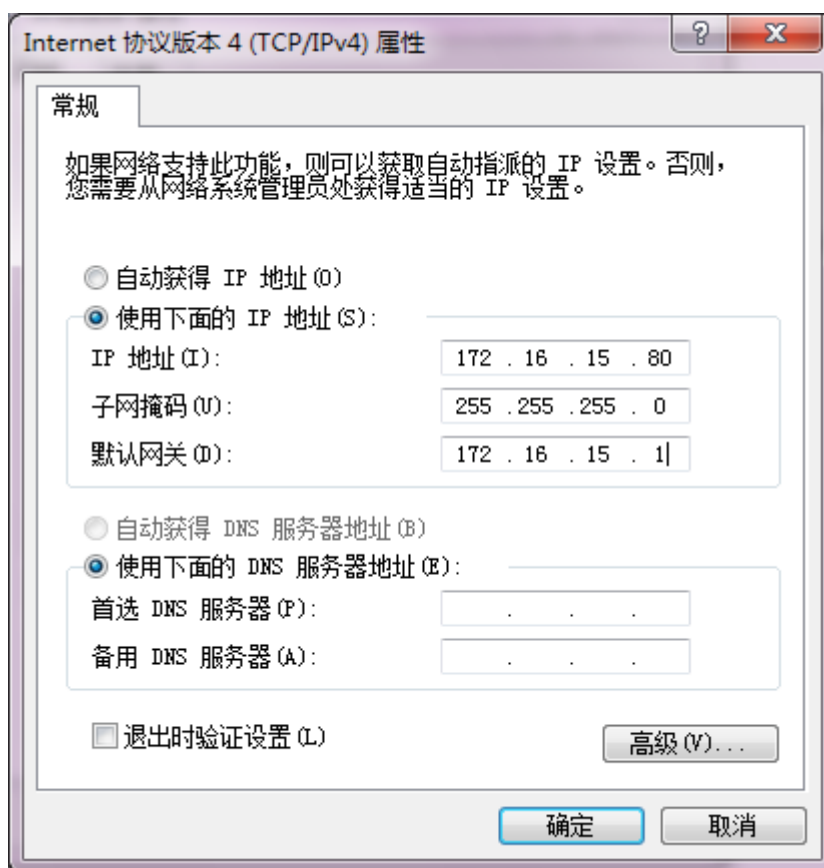 Internet 协议版本 4 (TCP/IPv4) 属性
常规
如果网络支持此功能，则可以获取自动指派的 IP 设置。否则，
您需要从网络系统管理员处获得适当的 IP 设置。
自动获得 IP 地址(O)
使用下面的 IP 地址(S):
IP 地址(I): 172 . 16 . 15 . 80
子网掩码(U): 255 .255 .255 . 0
默认网关(D): 172 . 16 . 15 . 1
自动获得 DNS 服务器地址(B)
使用下面的 DNS 服务器地址(E):
首选 DNS 服务器(P): . . .
备用 DNS 服务器(A): . . .
退出时验证设置(L)
高级(V)...
确定 取消